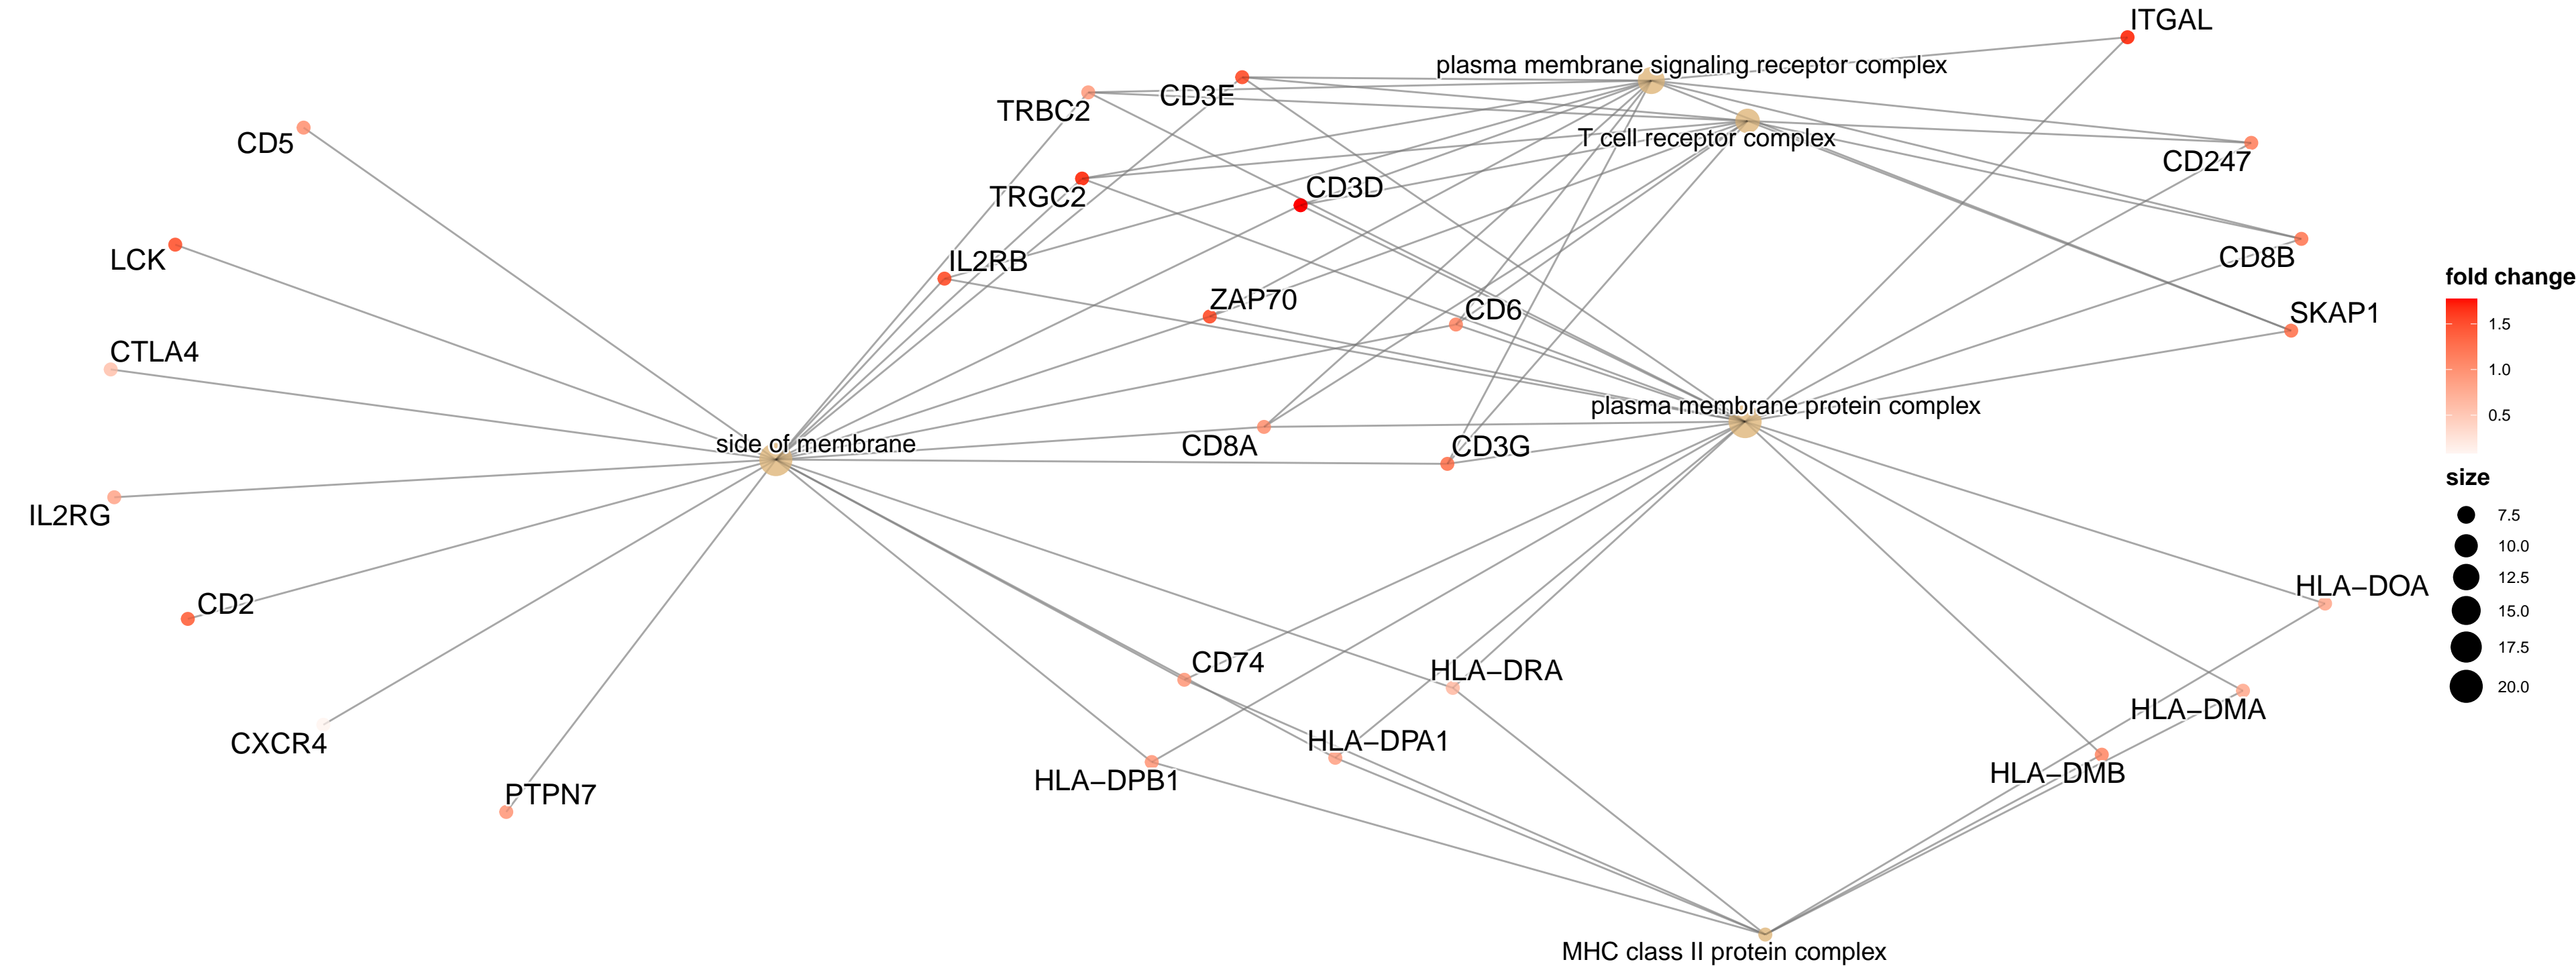 ITGAL
plasma membrane signaling receptor complex
CD3E
TRBC2
CD5
T cell receptor complex
CD247
TRGC2
CD3D
LCK
IL2RB
CD8B
ZAP70
CD6
SKAP1
CTLA4
plasma membrane protein complex
side of membrane
CD8A
CD3G
IL2RG
CD2
HLA−DOA
CD74
HLA−DRA
HLA−DMA
CXCR4
HLA−DPA1
HLA−DPB1
HLA−DMB
PTPN7
MHC class II protein complex
fold change
1.5
1.0
0.5
size
7.5
10.0
12.5
15.0
17.5
20.0